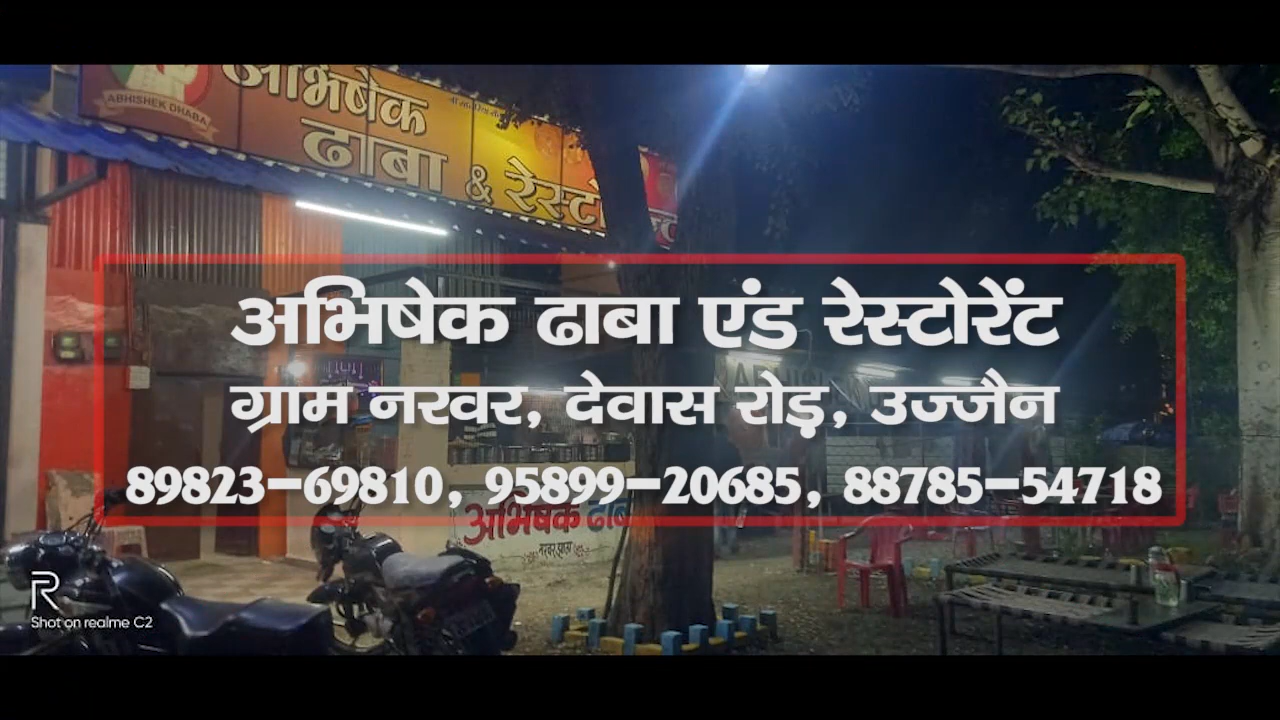 ABHISHEK DHABA
अभिषेक
ढाबा & रेस्टो
अभिषेक ढाबा एंड रेस्टोरेंट
ग्राम नरवर, देवास रोड़, उज्जैन
89823-69810, 95899-20685, 88785-54718
अभिषेक ढाब
R
Shot on realme C2